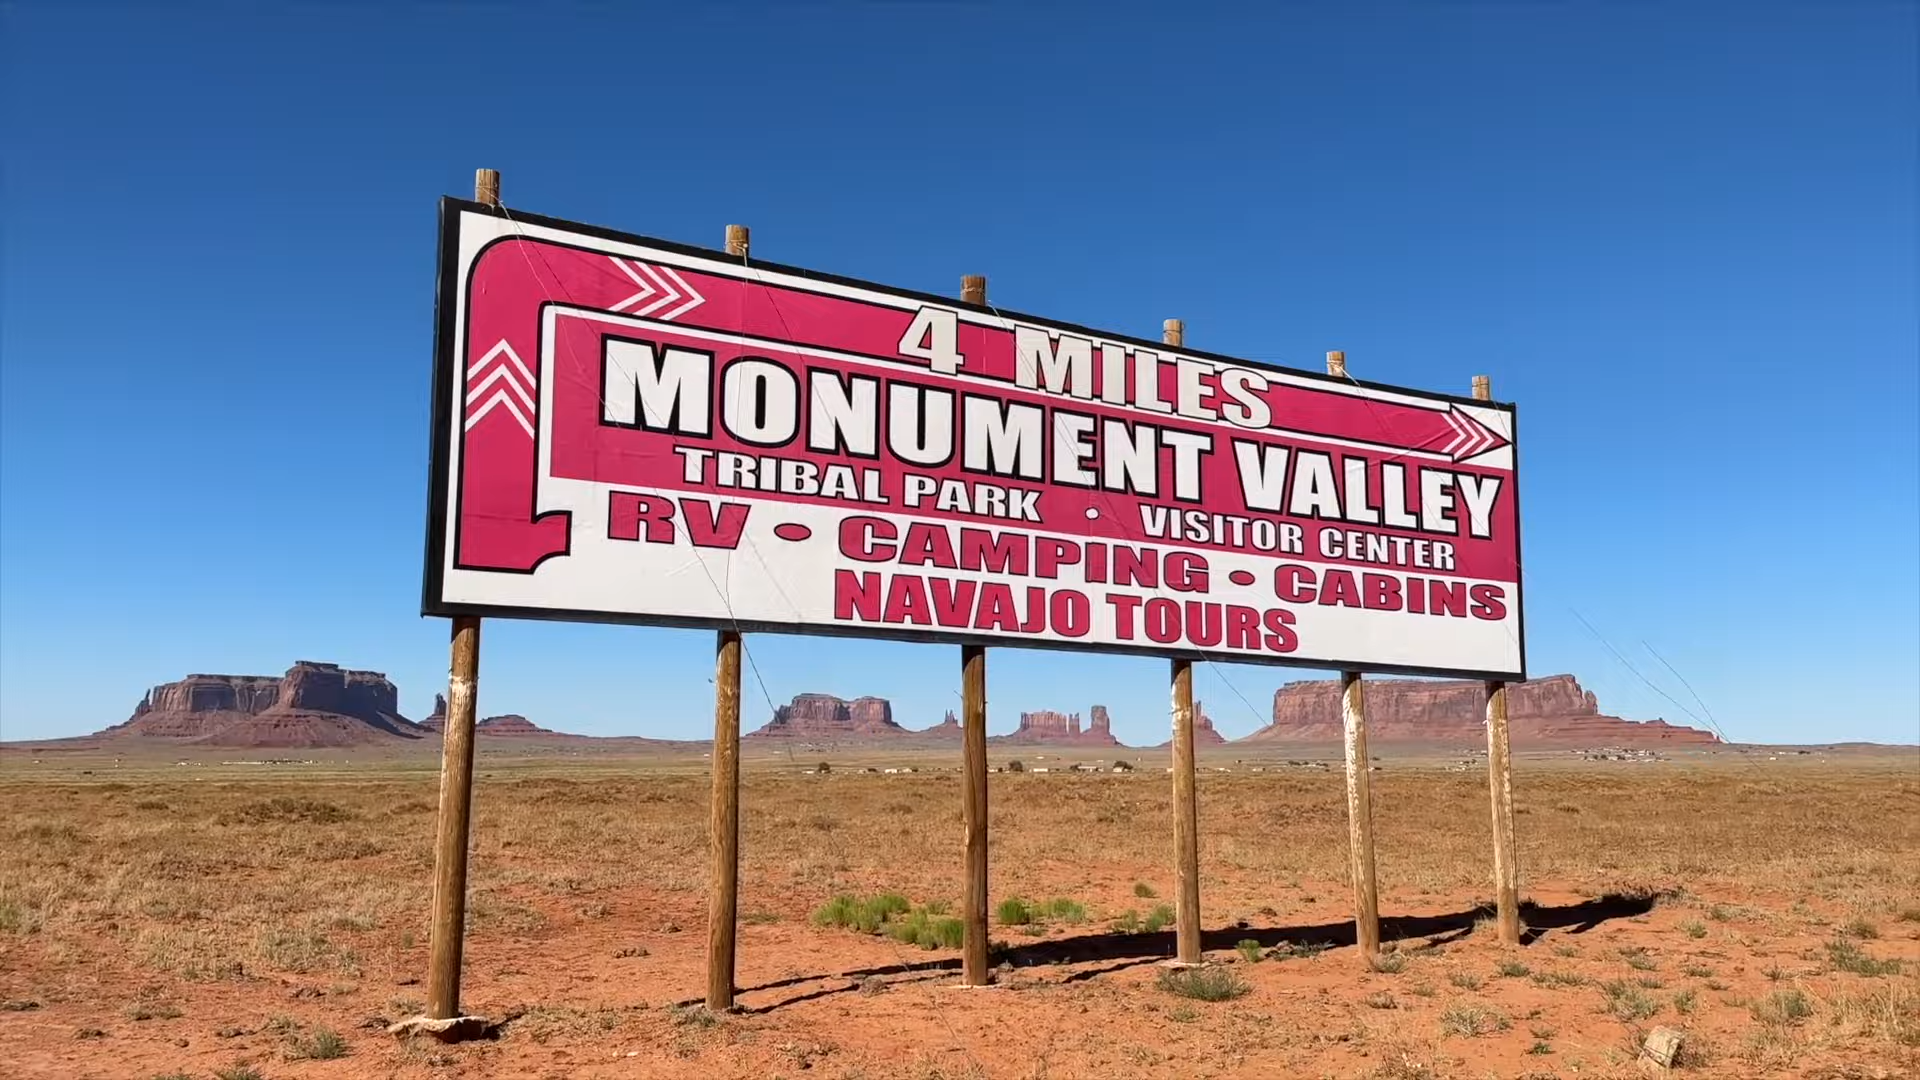 4 MILES
MONUMENT VALLEY
TRIBAL PARK • VISITOR CENTER
RV • CAMPING • CABINS
NAVAJO TOURS